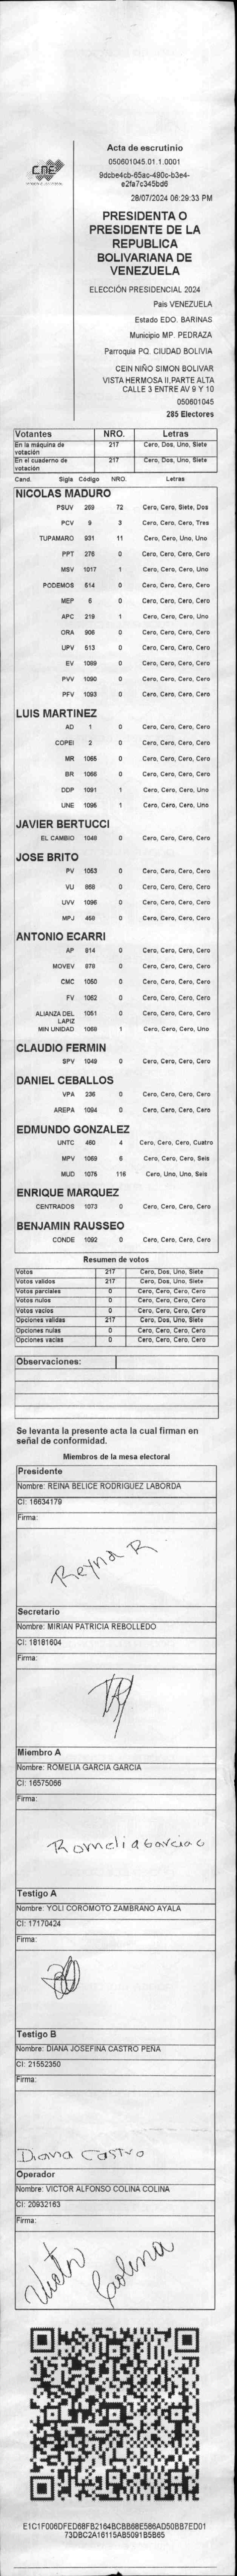 CNE
Acta de escrutinio
050601045.01.1.0001
9dcbe4cb-65ac-490c-b3e4-
e2fa7c345bd6
28/07/2024 06:29:33 PM
PRESIDENTA O
PRESIDENTE DE LA
REPUBLICA
BOLIVARIANA DE
VENEZUELA
ELECCIÓN PRESIDENCIAL 2024
Pais VENEZUELA
Estado EDO. BARINAS
Municipio MP. PEDRAZA
Parroquia PQ. CIUDAD BOLIVIA
CEIN NIÑO SIMON BOLIVAR
VISTA HERMOSA II,PARTE ALTA
CALLE 3 ENTRE AV 9 Y 10
050601045
285 Electores
Votantes NRO. Letras
En la máquina de votación 217 Cero, Dos, Uno, Siete
En el cuaderno de votación 217 Cero, Dos, Uno, Siete
Cand. Sigla Código NRO. Letras
NICOLAS MADURO
PSUV 269 72 Cero, Cero, Siete, Dos
PCV 9 3 Cero, Cero, Cero, Tres
TUPAMARO 931 11 Cero, Cero, Uno, Uno
PPT 276 0 Cero, Cero, Cero, Cero
MSV 1017 1 Cero, Cero, Cero, Uno
PODEMOS 514 0 Cero, Cero, Cero, Cero
MEP 6 0 Cero, Cero, Cero, Cero
APC 219 1 Cero, Cero, Cero, Uno
ORA 906 0 Cero, Cero, Cero, Cero
UPV 513 0 Cero, Cero, Cero, Cero
EV 1089 0 Cero, Cero, Cero, Cero
PVV 1090 0 Cero, Cero, Cero, Cero
PFV 1093 0 Cero, Cero, Cero, Cero
LUIS MARTINEZ
AD 1 0 Cero, Cero, Cero, Cero
COPEI 2 0 Cero, Cero, Cero, Cero
MR 1065 0 Cero, Cero, Cero, Cero
BR 1066 0 Cero, Cero, Cero, Cero
DDP 1091 1 Cero, Cero, Cero, Uno
UNE 1095 1 Cero, Cero, Cero, Uno
JAVIER BERTUCCI
EL CAMBIO 1048 0 Cero, Cero, Cero, Cero
JOSE BRITO
PV 1053 0 Cero, Cero, Cero, Cero
VU 868 0 Cero, Cero, Cero, Cero
UVV 1096 0 Cero, Cero, Cero, Cero
MPJ 458 0 Cero, Cero, Cero, Cero
ANTONIO ECARRI
AP 814 0 Cero, Cero, Cero, Cero
MOVEV 878 0 Cero, Cero, Cero, Cero
CMC 1050 0 Cero, Cero, Cero, Cero
FV 1052 0 Cero, Cero, Cero, Cero
ALIANZA DEL LAPIZ 1051 0 Cero, Cero, Cero, Cero
MIN UNIDAD 1088 1 Cero, Cero, Cero, Uno
CLAUDIO FERMIN
SPV 1049 0 Cero, Cero, Cero, Cero
DANIEL CEBALLOS
VPA 236 0 Cero, Cero, Cero, Cero
AREPA 1094 0 Cero, Cero, Cero, Cero
EDMUNDO GONZALEZ
UNTC 460 4 Cero, Cero, Cero, Cuatro
MPV 1069 6 Cero, Cero, Cero, Seis
MUD 1075 116 Cero, Uno, Uno, Seis
ENRIQUE MARQUEZ
CENTRADOS 1073 0 Cero, Cero, Cero, Cero
BENJAMIN RAUSSEO
CONDE 1092 0 Cero, Cero, Cero, Cero
Resumen de votos
Votos 217 Cero, Dos, Uno, Siete
Votos validos 217 Cero, Dos, Uno, Siete
Votos parciales 0 Cero, Cero, Cero, Cero
Votos nulos 0 Cero, Cero, Cero, Cero
Votos vacios 0 Cero, Cero, Cero, Cero
Opciones validas 217 Cero, Dos, Uno, Siete
Opciones nulas 0 Cero, Cero, Cero, Cero
Opciones vacias 0 Cero, Cero, Cero, Cero
Observaciones:
Se levanta la presente acta la cual firman en
señal de conformidad.
Miembros de la mesa electoral
Presidente
Nombre: REINA BELICE RODRIGUEZ LABORDA
CI: 16634179
Firma:
Reyna R
Secretario
Nombre: MIRIAN PATRICIA REBOLLEDO
CI: 18181604
Firma:
Miembro A
Nombre: ROMELIA GARCIA GARCIA
CI: 16575066
Firma:
Romelia Garcia G
Testigo A
Nombre: YOLI COROMOTO ZAMBRANO AYALA
CI: 17170424
Firma:
Testigo B
Nombre: DIANA JOSEFINA CASTRO PEÑA
CI: 21552350
Firma:
Diana Castro
Operador
Nombre: VICTOR ALFONSO COLINA COLINA
CI: 20932163
Firma:
Victor Colina
E1C1F006DFED68FB2164BCBB68E586AD50BB7ED01
73DBC2A16115AB5091B5B65